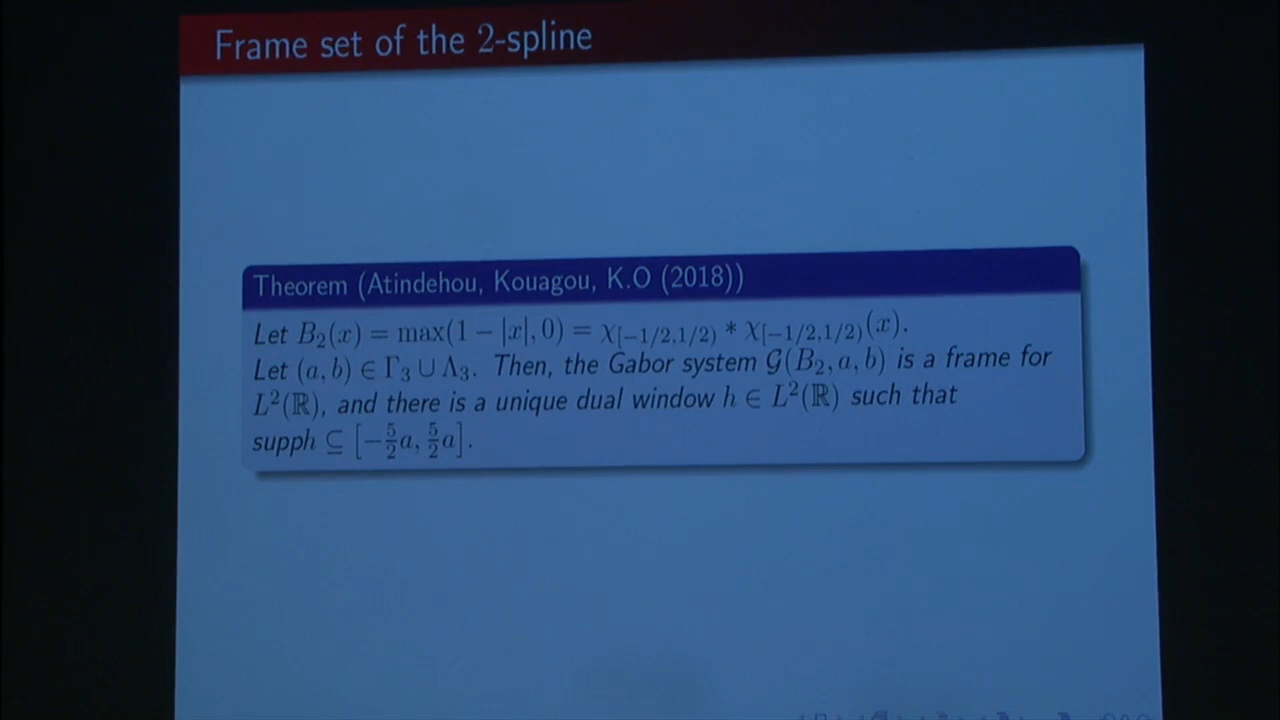 Frame set of the 2-spline
Theorem (Atindehou, Kouagou, K.O (2018))
Let B₂(x) = max(1 − |x|, 0) = χ[−1/2,1/2) * χ[−1/2,1/2)(x).
Let (a, b) ∈ Γ₃ ∪ Λ₃. Then, the Gabor system 𝒢(B₂, a, b) is a frame for
L²(ℝ), and there is a unique dual window h ∈ L²(ℝ) such that
supph ⊆ [−5/2 a, 5/2 a].